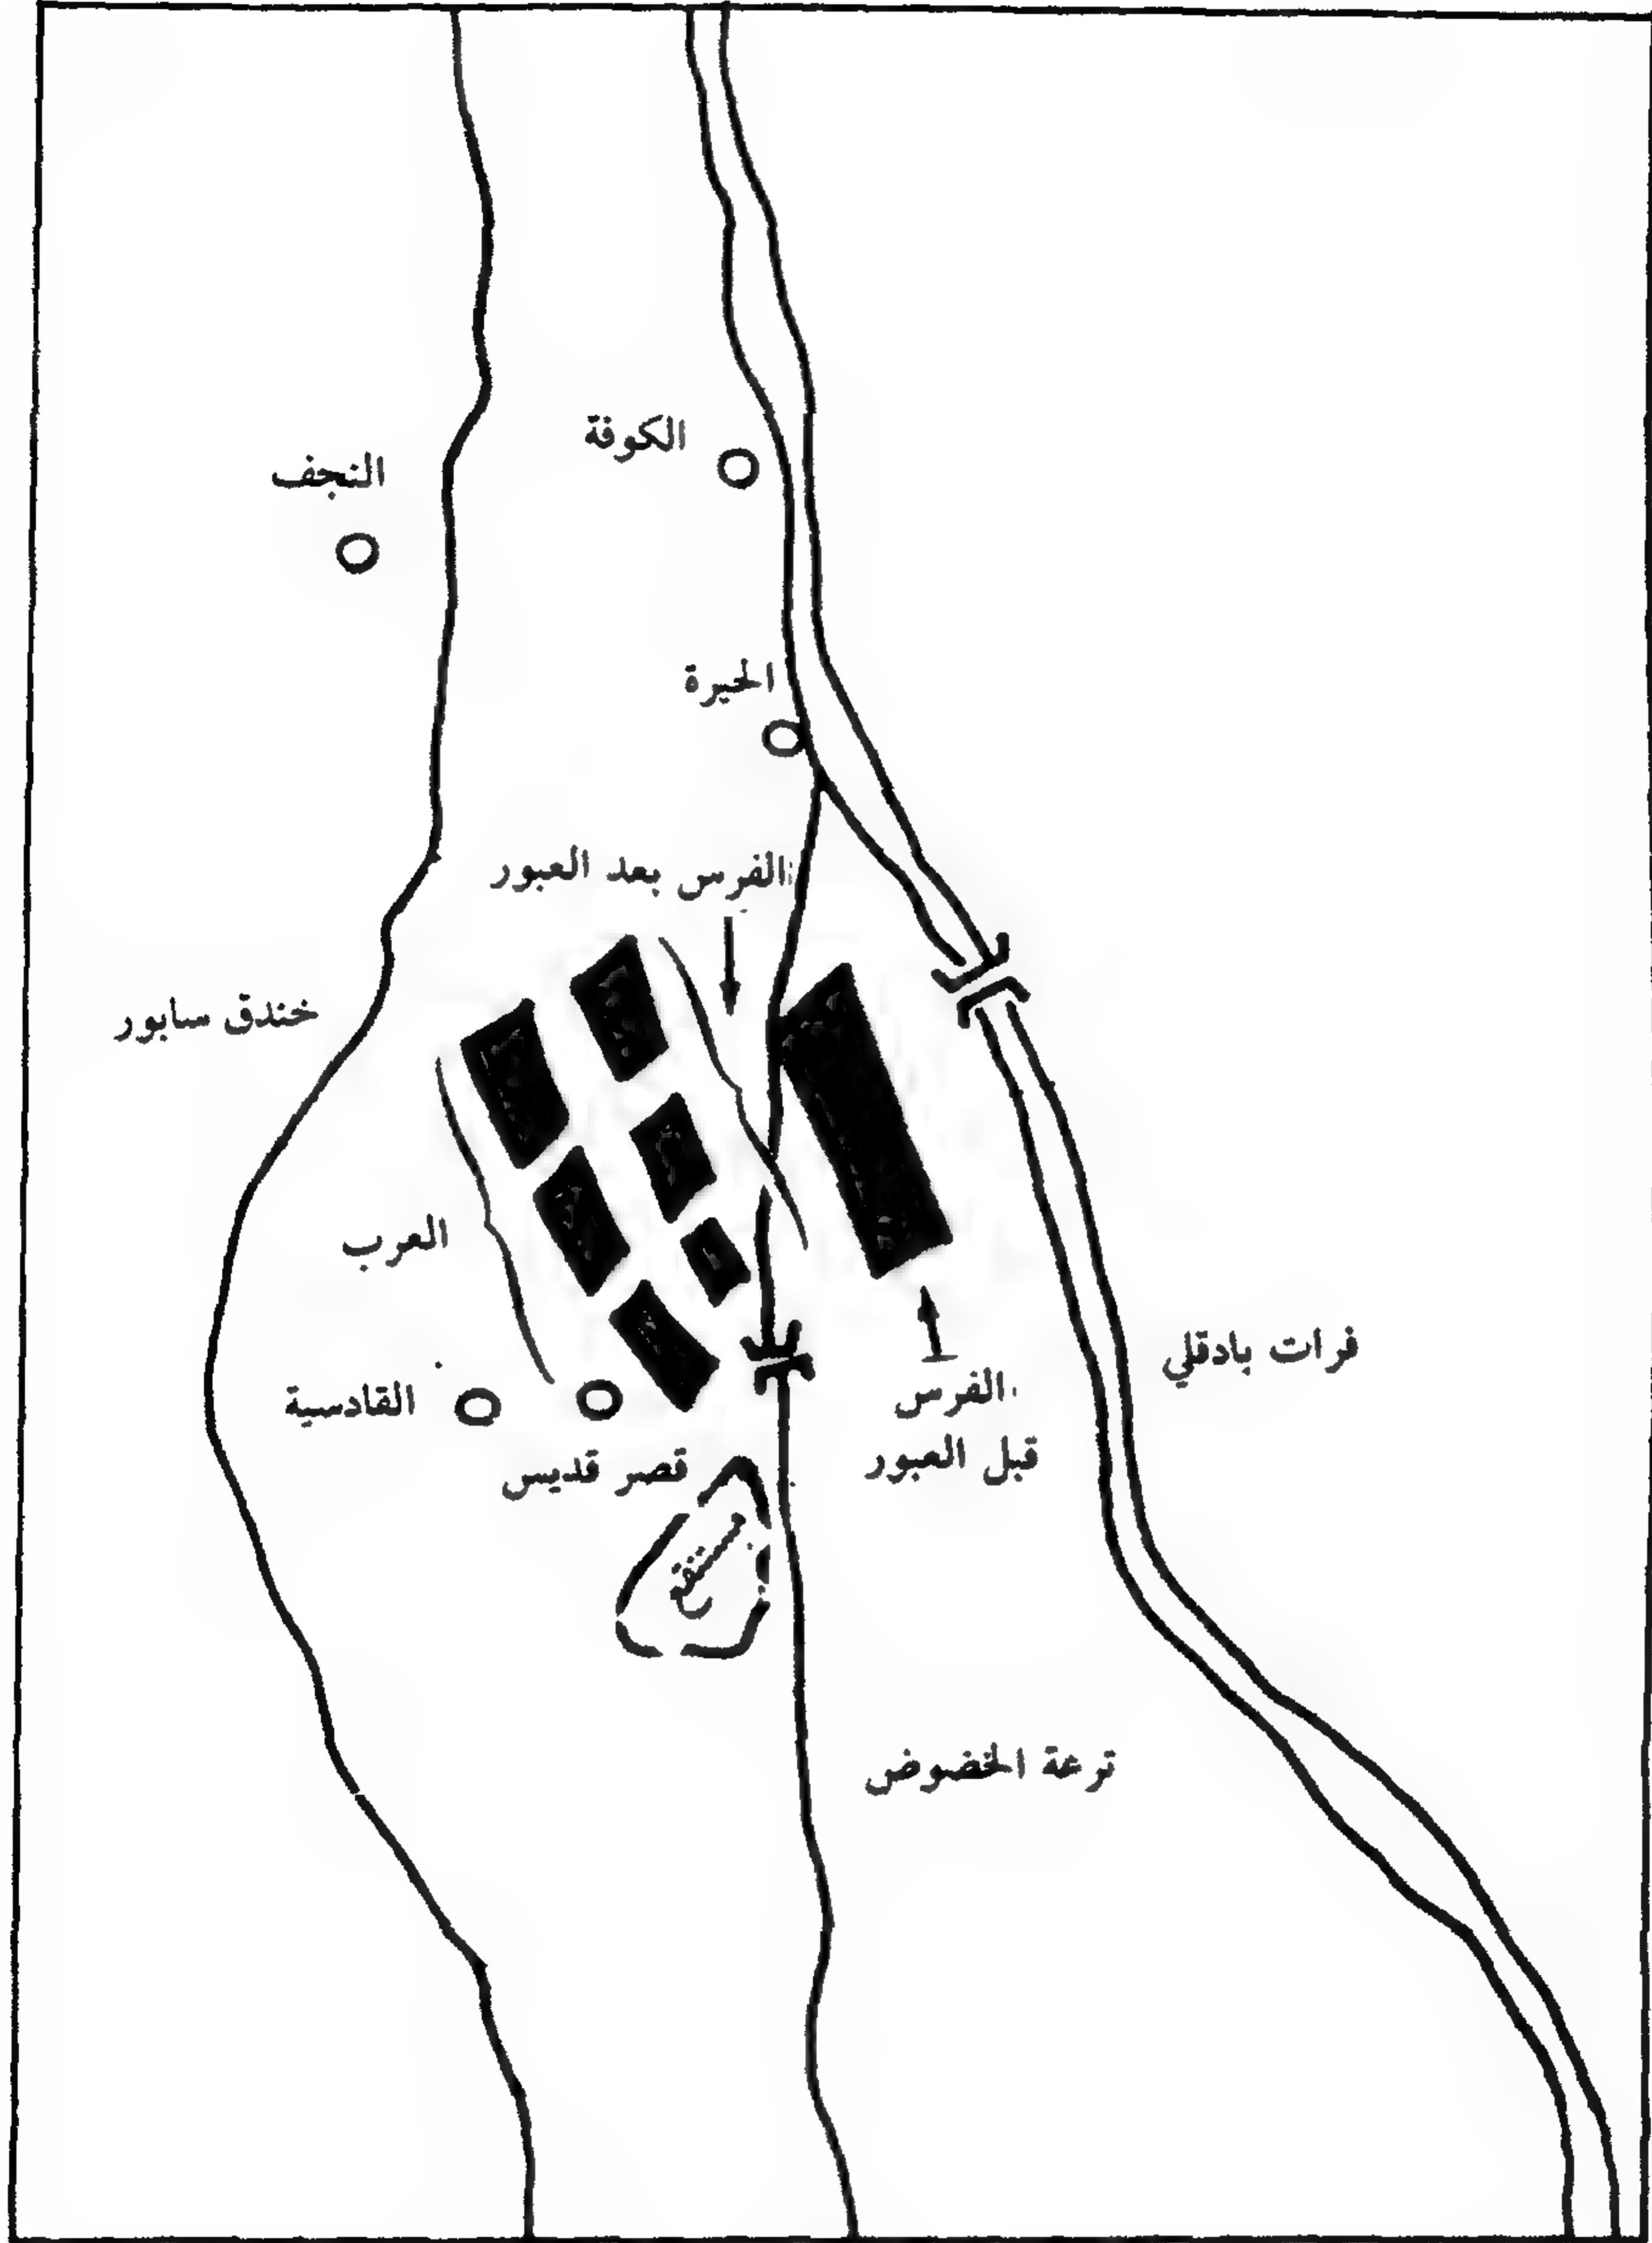 الكوفة
النجف
الحيرة
الفرس بعد العبور
خندق سابور
العرب
فرات بادقلي
الفرس
قبل العبور
القادسية
قصر قديس
مستنقع
ترعة الخضوض